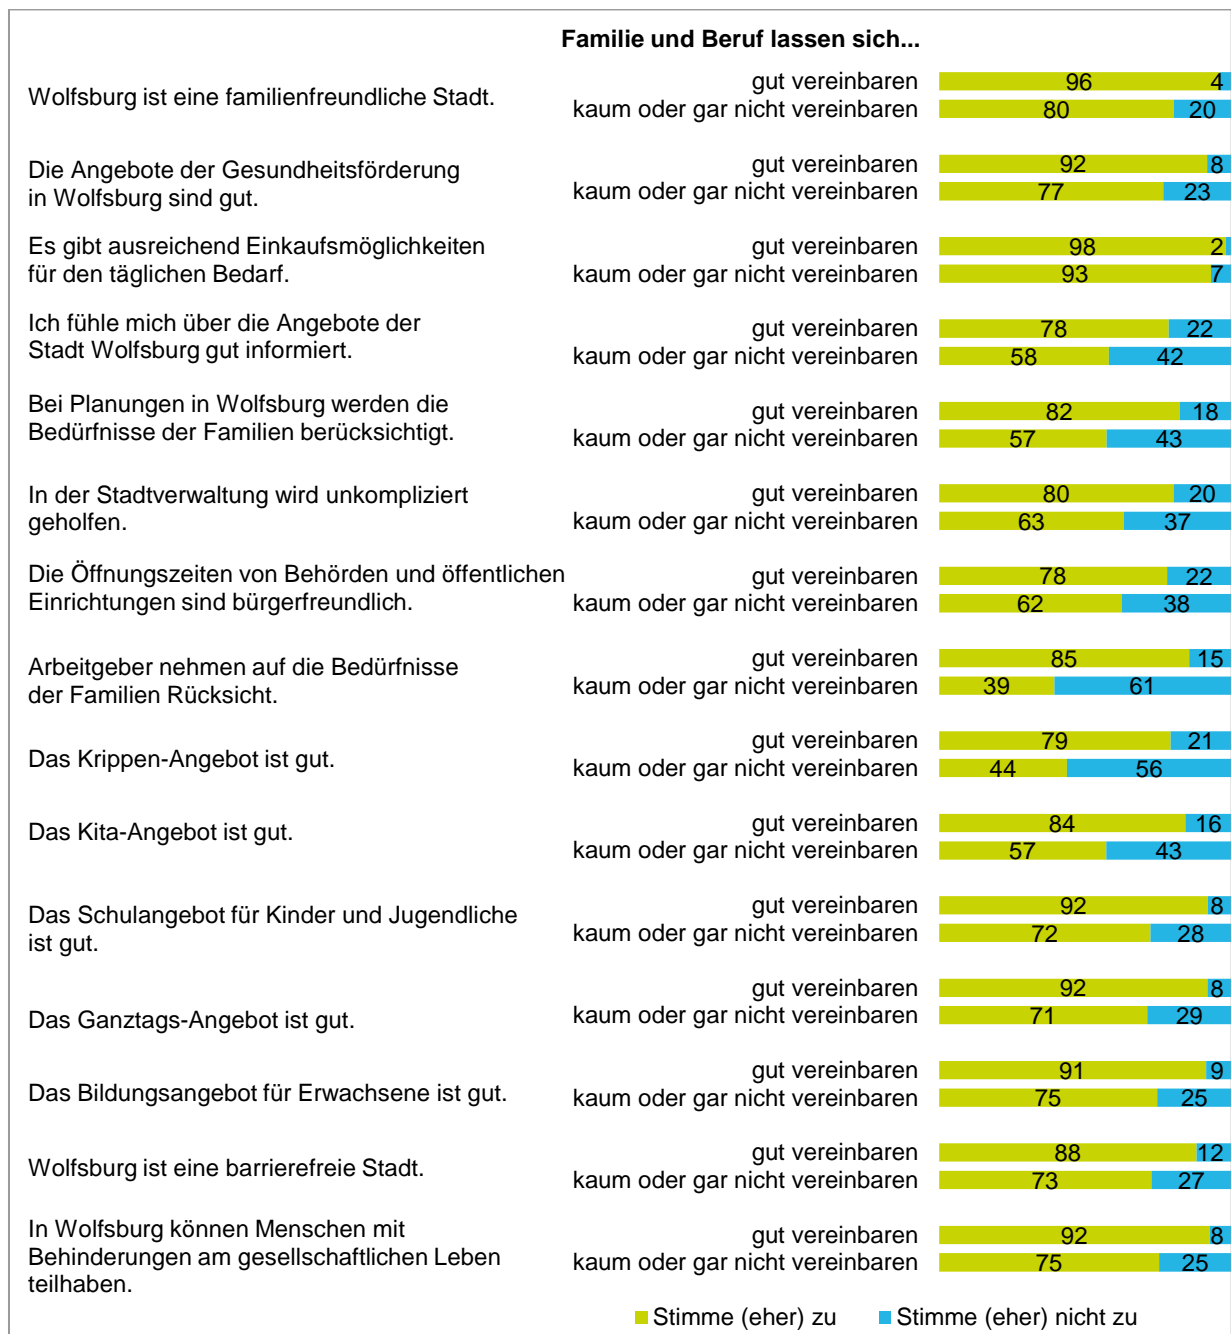 Familie und Beruf lassen sich...
Wolfsburg ist eine familienfreundliche Stadt.
gut vereinbaren 96 4
kaum oder gar nicht vereinbaren 80 20
Die Angebote der Gesundheitsförderung
in Wolfsburg sind gut.
gut vereinbaren 92 8
kaum oder gar nicht vereinbaren 77 23
Es gibt ausreichend Einkaufsmöglichkeiten
für den täglichen Bedarf.
gut vereinbaren 98 2
kaum oder gar nicht vereinbaren 93 7
Ich fühle mich über die Angebote der
Stadt Wolfsburg gut informiert.
gut vereinbaren 78 22
kaum oder gar nicht vereinbaren 58 42
Bei Planungen in Wolfsburg werden die
Bedürfnisse der Familien berücksichtigt.
gut vereinbaren 82 18
kaum oder gar nicht vereinbaren 57 43
In der Stadtverwaltung wird unkompliziert
geholfen.
gut vereinbaren 80 20
kaum oder gar nicht vereinbaren 63 37
Die Öffnungszeiten von Behörden und öffentlichen
Einrichtungen sind bürgerfreundlich.
gut vereinbaren 78 22
kaum oder gar nicht vereinbaren 62 38
Arbeitgeber nehmen auf die Bedürfnisse
der Familien Rücksicht.
gut vereinbaren 85 15
kaum oder gar nicht vereinbaren 39 61
Das Krippen-Angebot ist gut.
gut vereinbaren 79 21
kaum oder gar nicht vereinbaren 44 56
Das Kita-Angebot ist gut.
gut vereinbaren 84 16
kaum oder gar nicht vereinbaren 57 43
Das Schulangebot für Kinder und Jugendliche
ist gut.
gut vereinbaren 92 8
kaum oder gar nicht vereinbaren 72 28
Das Ganztags-Angebot ist gut.
gut vereinbaren 92 8
kaum oder gar nicht vereinbaren 71 29
Das Bildungsangebot für Erwachsene ist gut.
gut vereinbaren 91 9
kaum oder gar nicht vereinbaren 75 25
Wolfsburg ist eine barrierefreie Stadt.
gut vereinbaren 88 12
kaum oder gar nicht vereinbaren 73 27
In Wolfsburg können Menschen mit
Behinderungen am gesellschaftlichen Leben
teilhaben.
gut vereinbaren 92 8
kaum oder gar nicht vereinbaren 75 25
Stimme (eher) zu Stimme (eher) nicht zu